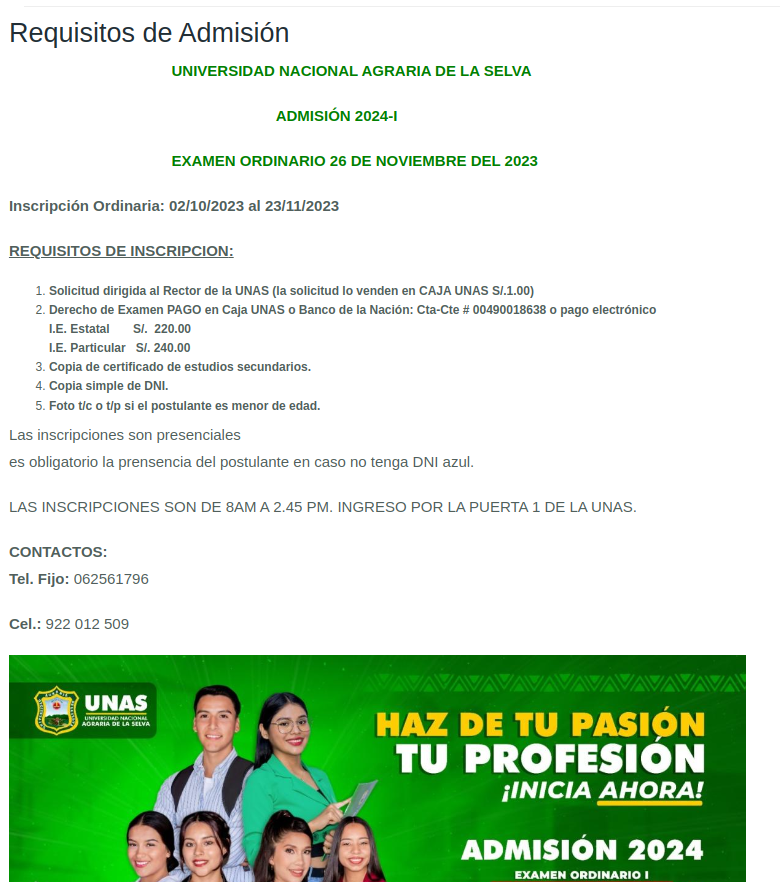 Requisitos de Admisión
UNIVERSIDAD NACIONAL AGRARIA DE LA SELVA
ADMISIÓN 2024-I
EXAMEN ORDINARIO 26 DE NOVIEMBRE DEL 2023
Inscripción Ordinaria: 02/10/2023 al 23/11/2023
REQUISITOS DE INSCRIPCION:
1. Solicitud dirigida al Rector de la UNAS (la solicitud lo venden en CAJA UNAS S/.1.00)
2. Derecho de Examen PAGO en Caja UNAS o Banco de la Nación: Cta-Cte # 00490018638 o pago electrónico
I.E. Estatal S/. 220.00
I.E. Particular S/. 240.00
3. Copia de certificado de estudios secundarios.
4. Copia simple de DNI.
5. Foto t/c o t/p si el postulante es menor de edad.
Las inscripciones son presenciales
es obligatorio la prensencia del postulante en caso no tenga DNI azul.
LAS INSCRIPCIONES SON DE 8AM A 2.45 PM. INGRESO POR LA PUERTA 1 DE LA UNAS.
CONTACTOS:
Tel. Fijo: 062561796
Cel.: 922 012 509
UNAS
UNIVERSIDAD NACIONAL
AGRARIA DE LA SELVA
HAZ DE TU PASIÓN
TU PROFESIÓN
¡INICIA AHORA!
ADMISIÓN 2024
EXAMEN ORDINARIO I